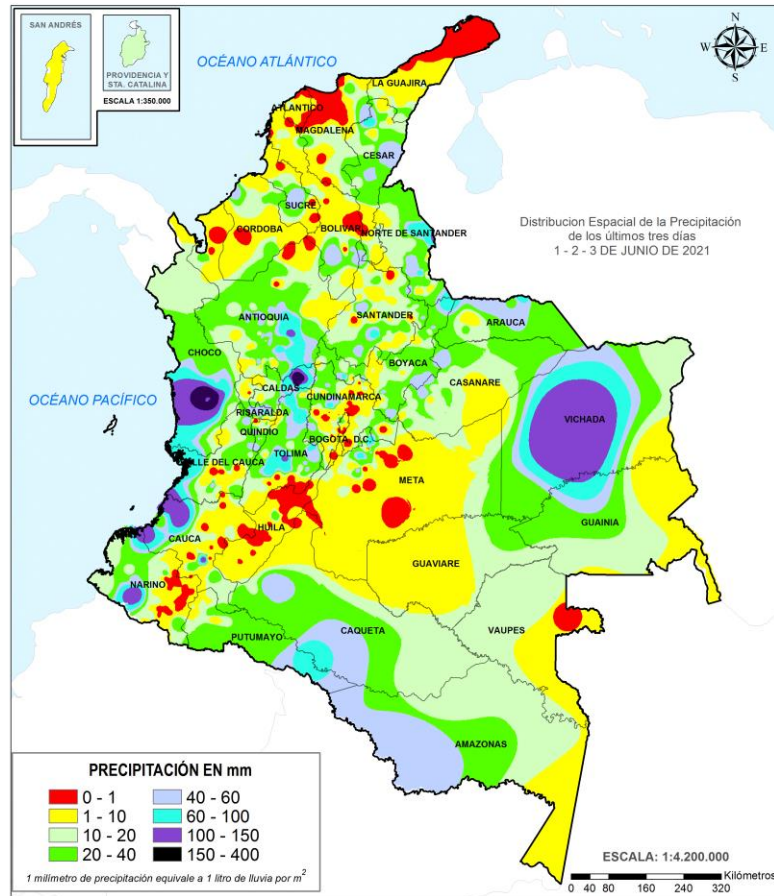 SAN ANDRÉS
PROVIDENCIA Y
STA. CATALINA
ESCALA 1:350.000
OCÉANO ATLÁNTICO
N
W E
S
LA GUAJIRA
ATLANTICO
MAGDALENA
CESAR
SUCRE
CORDOBA
BOLIVAR
NORTE DE SANTANDER
Distribucion Espacial de la Precipitación
de los últimos tres días
1 - 2 - 3 DE JUNIO DE 2021
ANTIOQUIA
SANTANDER
ARAUCA
CHOCO
BOYACA
CASANARE
CALDAS
OCÉANO PACÍFICO
CUNDINAMARCA
RISARALDA
VICHADA
QUINDIO
BOGOTA, D.C.
TOLIMA
VALLE DEL CAUCA
META
HUILA
GUAINIA
CAUCA
GUAVIARE
NARINO
VAUPES
CAQUETA
PUTUMAYO
AMAZONAS
PRECIPITACIÓN EN mm
0 - 1 40 - 60
1 - 10 60 - 100
10 - 20 100 - 150
20 - 40 150 - 400
1 milímetro de precipitación equivale a 1 litro de lluvia por m²
ESCALA: 1:4.200.000
Kilómetros
0 40 80 160 240 320